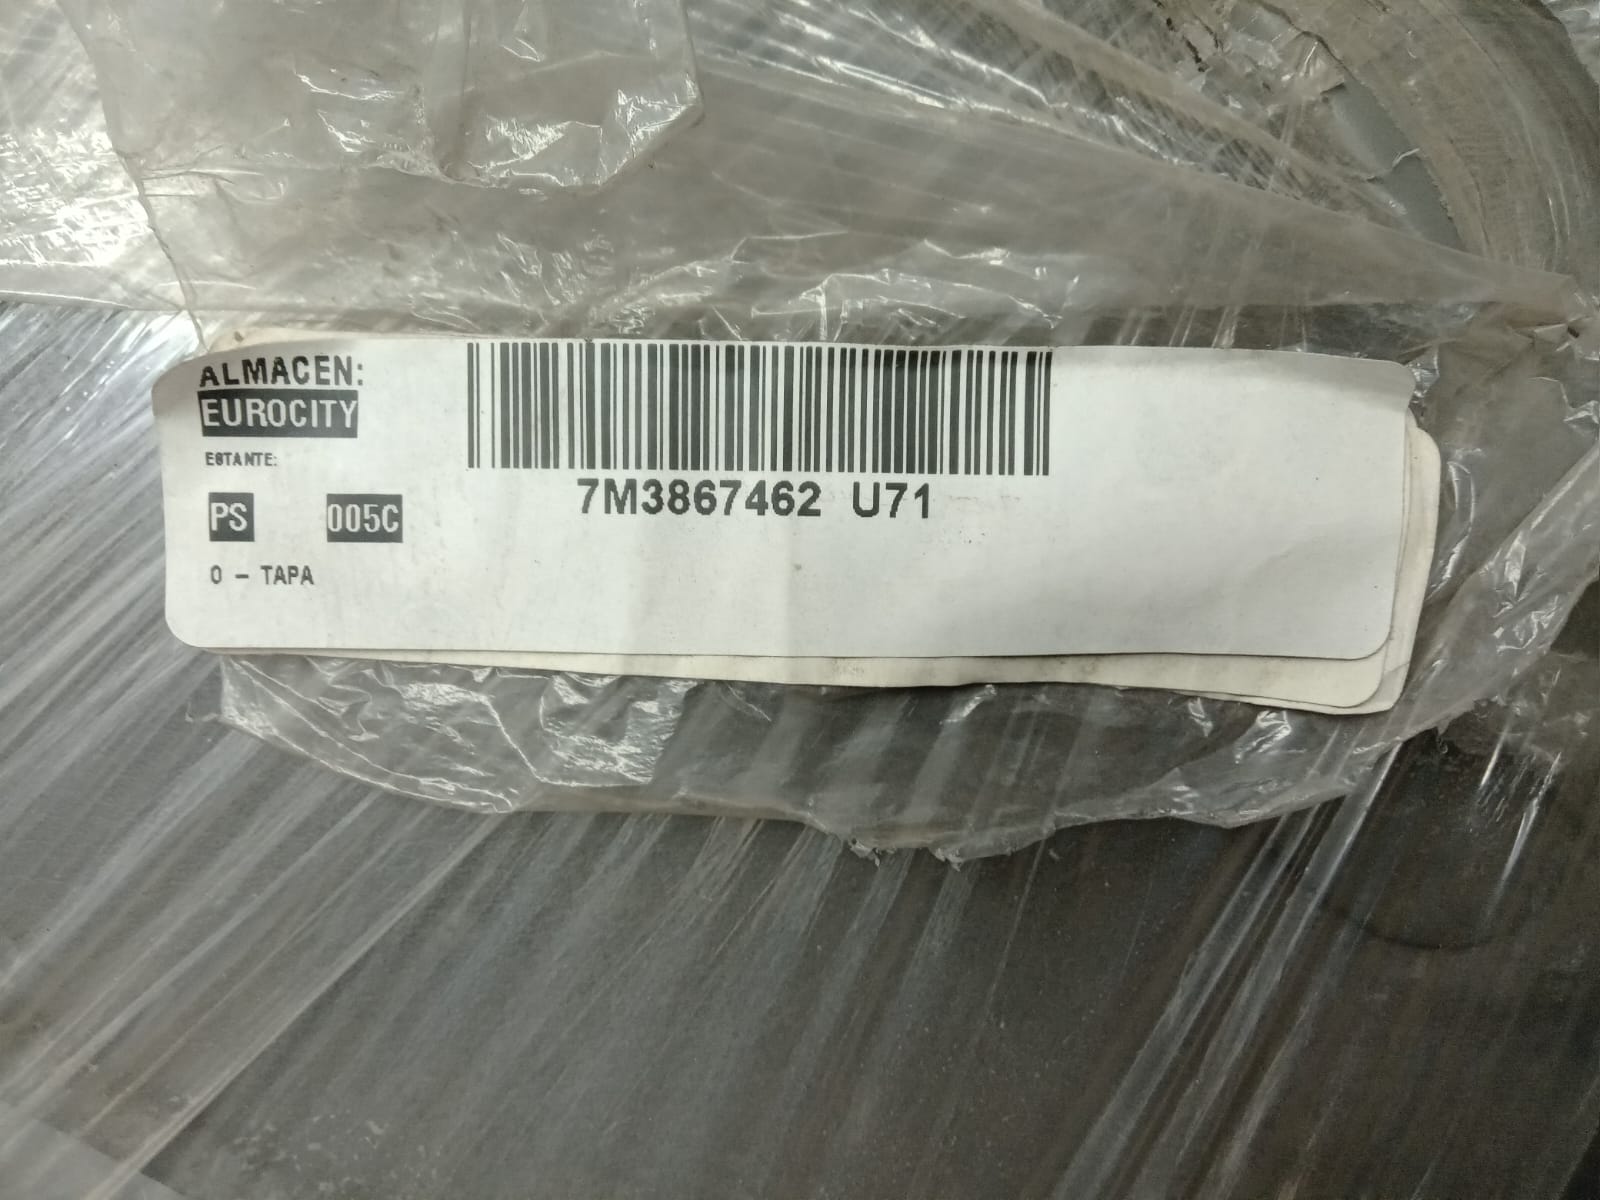 ALMACEN:
EUROCITY
ESTANTE:
PS 005C
0 - TAPA
7M3867462 U71